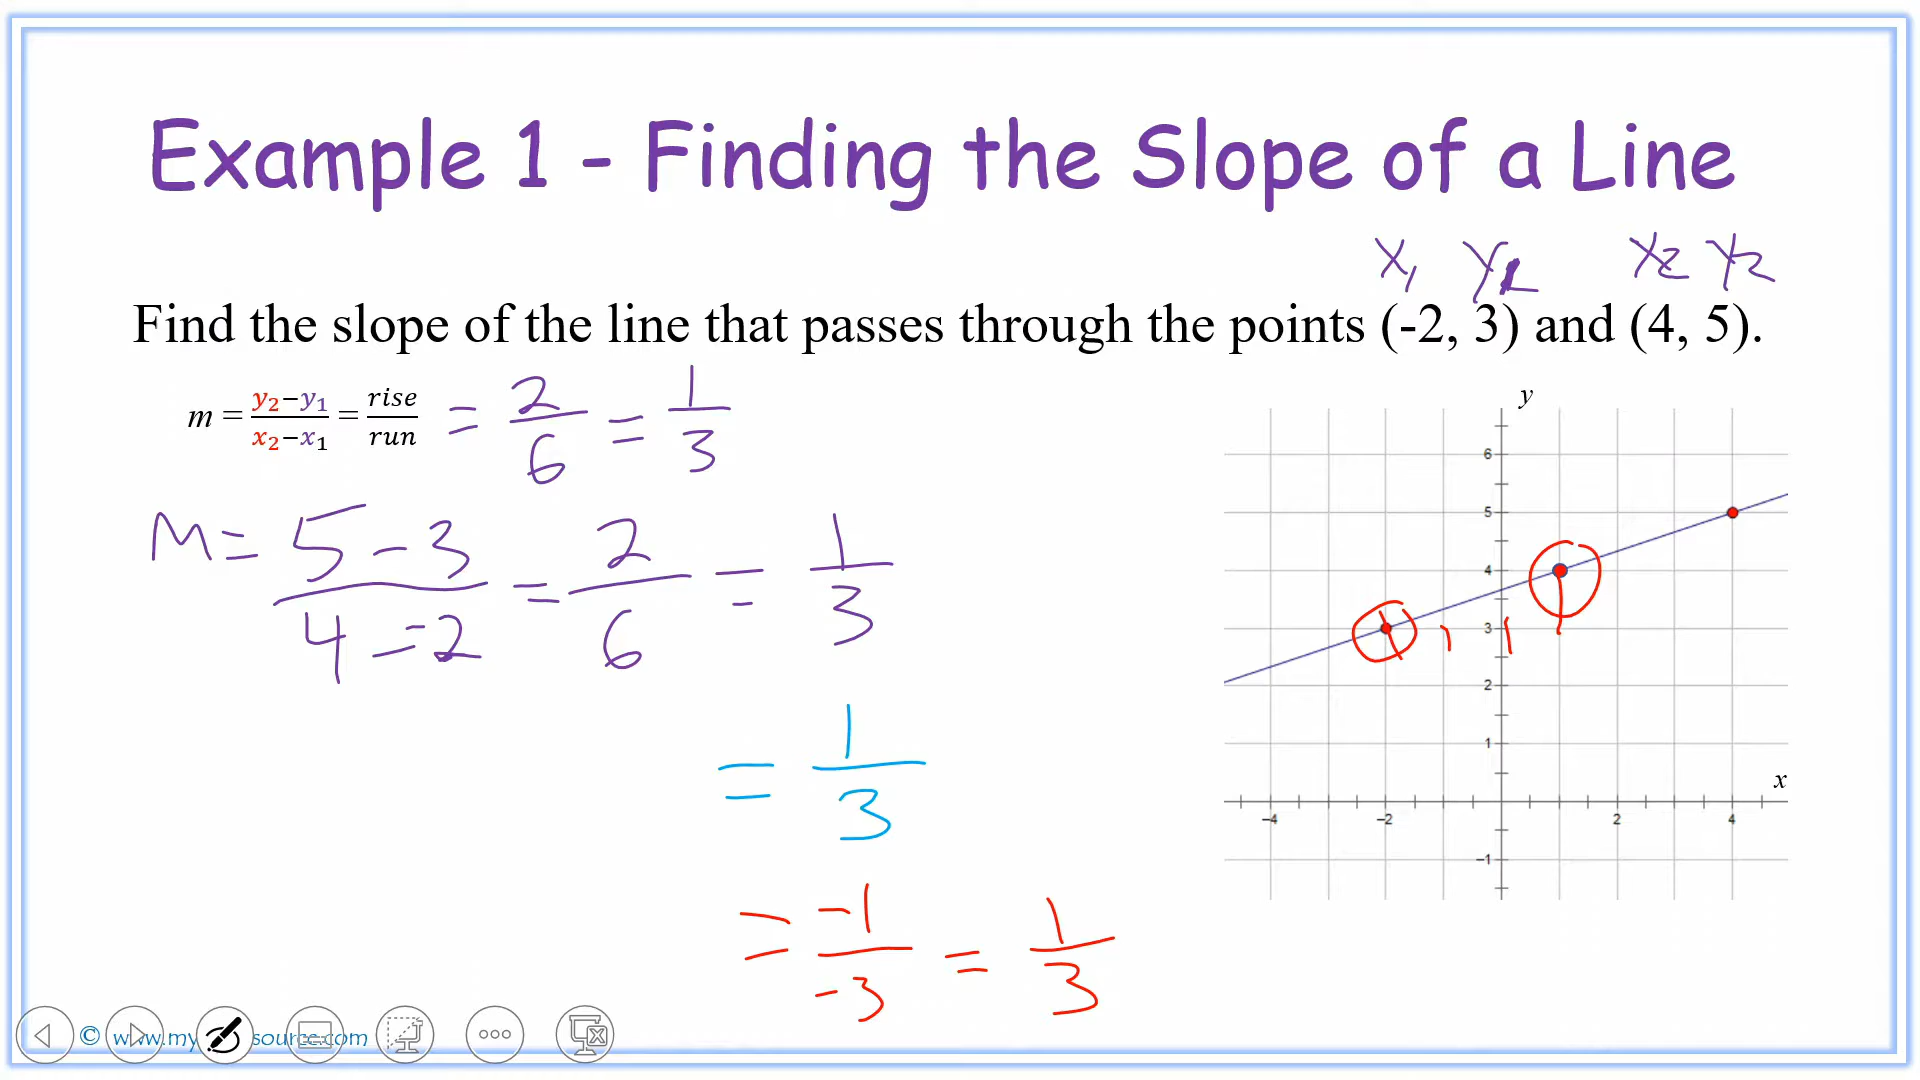 Example 1 - Finding the Slope of a Line
x₁ y₁ x₂ y₂
Find the slope of the line that passes through the points (-2, 3) and (4, 5).
m = y₂−y₁/x₂−x₁ = rise/run = 2/6 = 1/3
M = 5 − 3/4 − −2 = 2/6 = 1/3
= 1/3
= −1/−3 = 1/3
y
6
5
4
3
2
1
x
−4 −2 2 4
−1
© www.my source.com